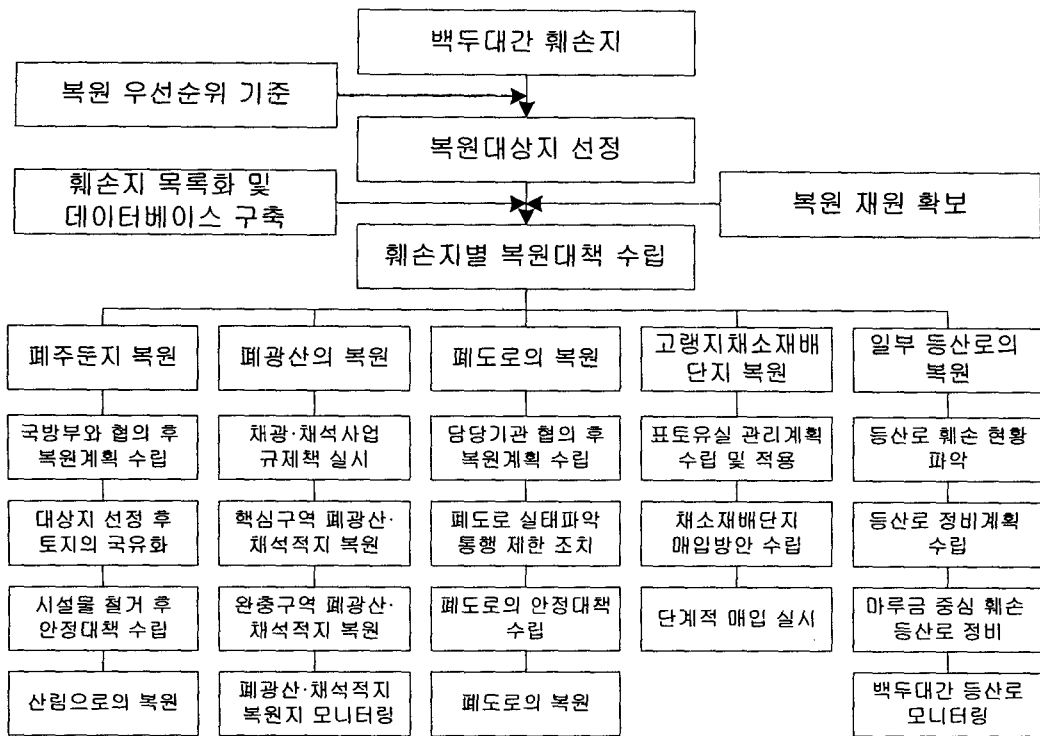 백두대간 훼손지
복원 우선순위 기준
복원대상지 선정
훼손지 목록화 및
데이터베이스 구축
복원 재원 확보
훼손지별 복원대책 수립
폐주둔지 복원
국방부와 협의 후
복원계획 수립
대상지 선정 후
토지의 국유화
시설물 철거 후
안정대책 수립
산림으로의 복원
폐광산의 복원
채광·채석사업
규제책 실시
핵심구역 폐광산·
채석적지 복원
완충구역 폐광산·
채석적지 복원
폐광산·채석적지
복원지 모니터링
폐도로의 복원
담당기관 협의 후
복원계획 수립
폐도로 실태파악
통행 제한 조치
폐도로의 안정대책
수립
폐도로의 복원
고랭지채소재배
단지 복원
표토유실 관리계획
수립 및 적용
채소재배단지
매입방안 수립
단계적 매입 실시
일부 등산로의
복원
등산로 훼손 현황
파악
등산로 정비계획
수립
마루금 중심 훼손
등산로 정비
백두대간 등산로
모니터링